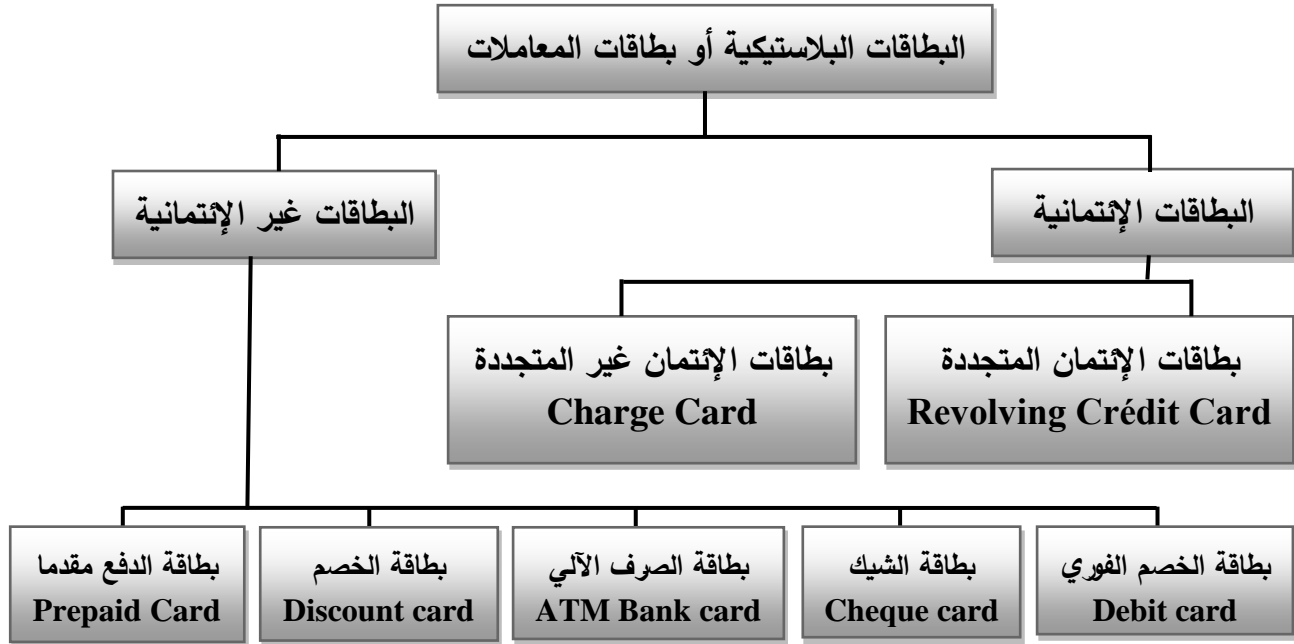 البطاقات البلاستيكية أو بطاقات المعاملات
البطاقات الإئتمانية
البطاقات غير الإئتمانية
بطاقات الإئتمان المتجددة
Revolving Crédit Card
بطاقات الإئتمان غير المتجددة
Charge Card
بطاقة الخصم الفوري
Debit card
بطاقة الشيك
Cheque card
بطاقة الصرف الآلي
ATM Bank card
بطاقة الخصم
Discount card
بطاقة الدفع مقدما
Prepaid Card